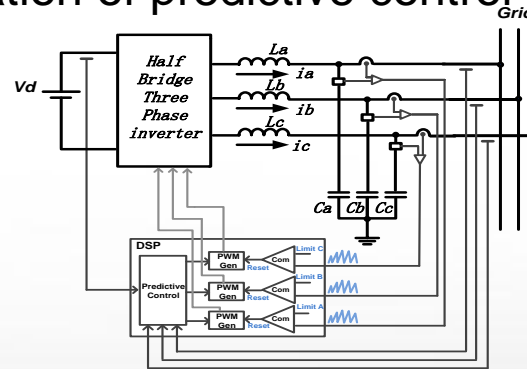 ation of predictive control
Grid
Half
Bridge
Three
Phase
inverter
Vd
La
ia
Lb
ib
Lc
ic
Ca
Cb
Cc
DSP
Predictive
Control
PWM
Gen
Reset
Com
Limit C
PWM
Gen
Reset
Com
Limit B
PWM
Gen
Reset
Com
Limit A